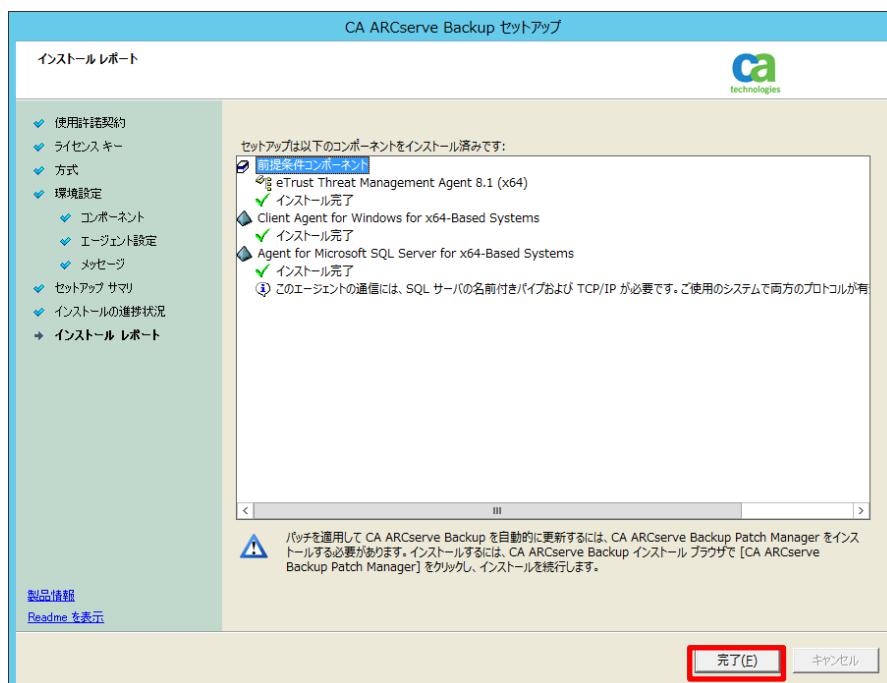 CA ARCserve Backup セットアップ
インストール レポート
ca
technologies
使用許諾契約
ライセンス キー
方式
環境設定
コンポーネント
エージェント設定
メッセージ
セットアップ サマリ
インストールの進捗状況
インストール レポート
製品情報
Readme を表示
セットアップは以下のコンポーネントをインストール済みです:
前提条件コンポーネント
eTrust Threat Management Agent 8.1 (x64)
インストール完了
Client Agent for Windows for x64-Based Systems
インストール完了
Agent for Microsoft SQL Server for x64-Based Systems
インストール完了
このエージェントの通信には、SQL サーバの名前付きパイプおよび TCP/IP が必要です。ご使用のシステムで両方のプロトコルが有
パッチを適用して CA ARCserve Backup を自動的に更新するには、CA ARCserve Backup Patch Manager をインス
トールする必要があります。インストールするには、CA ARCserve Backup インストール ブラウザで [CA ARCserve
Backup Patch Manager] をクリックし、インストールを続行します。
完了(F)
キャンセル